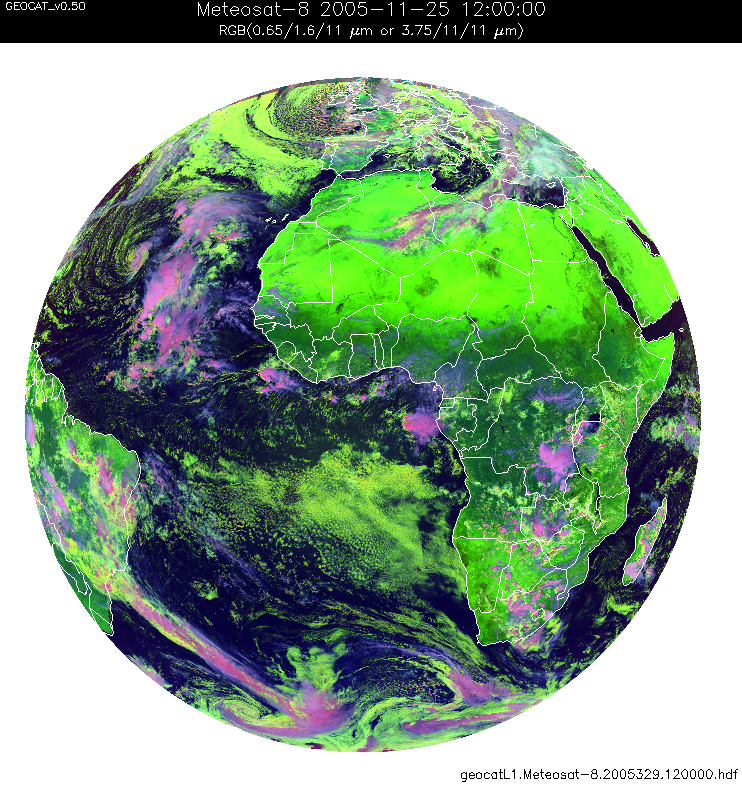 GEOCAT_v0.50
Meteosat-8 2005-11-25 12:00:00
RGB(0.65/1.6/11 μm or 3.75/11/11 μm)
geocatL1.Meteosat-8.2005329.120000.hdf